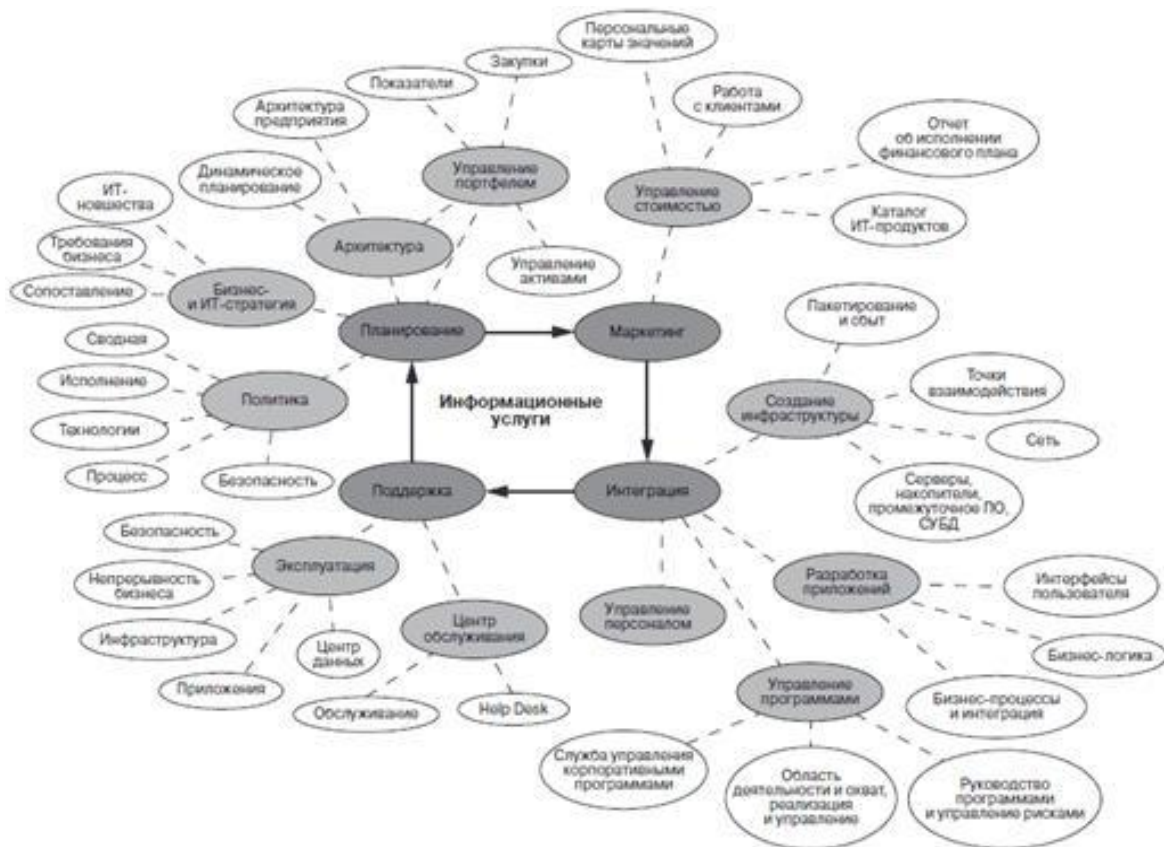 Персональные
карты значений
Закупки
Показатели
Работа
с клиентами
Архитектура
предприятия
Отчет
об исполнении
финансового плана
Управление
портфелем
Динамическое
планирование
Управление
стоимостью
ИТ-
новшества
Каталог
ИТ-продуктов
Требования
бизнеса
Архитектура
Управление
активами
Сопоставление
Бизнес-
и ИТ-стратегия
Пакетирование
и сбыт
Планирование
Маркетинг
Сводная
Точки
взаимодействия
Исполнение
Политика
Информационные
услуги
Создание
инфраструктуры
Технологии
Сеть
Процесс
Безопасность
Поддержка
Интеграция
Серверы,
накопители,
промежуточное ПО,
СУБД
Безопасность
Эксплуатация
Разработка
приложений
Интерфейсы
пользователя
Непрерывность
бизнеса
Управление
персоналом
Центр
обслуживания
Инфраструктура
Центр
данных
Бизнес-логика
Приложения
Управление
программами
Обслуживание
Help Desk
Бизнес-процессы
и интеграция
Служба управления
корпоративными
программами
Область
деятельности и охват,
реализация
и управление
Руководство
программами
и управление рисками